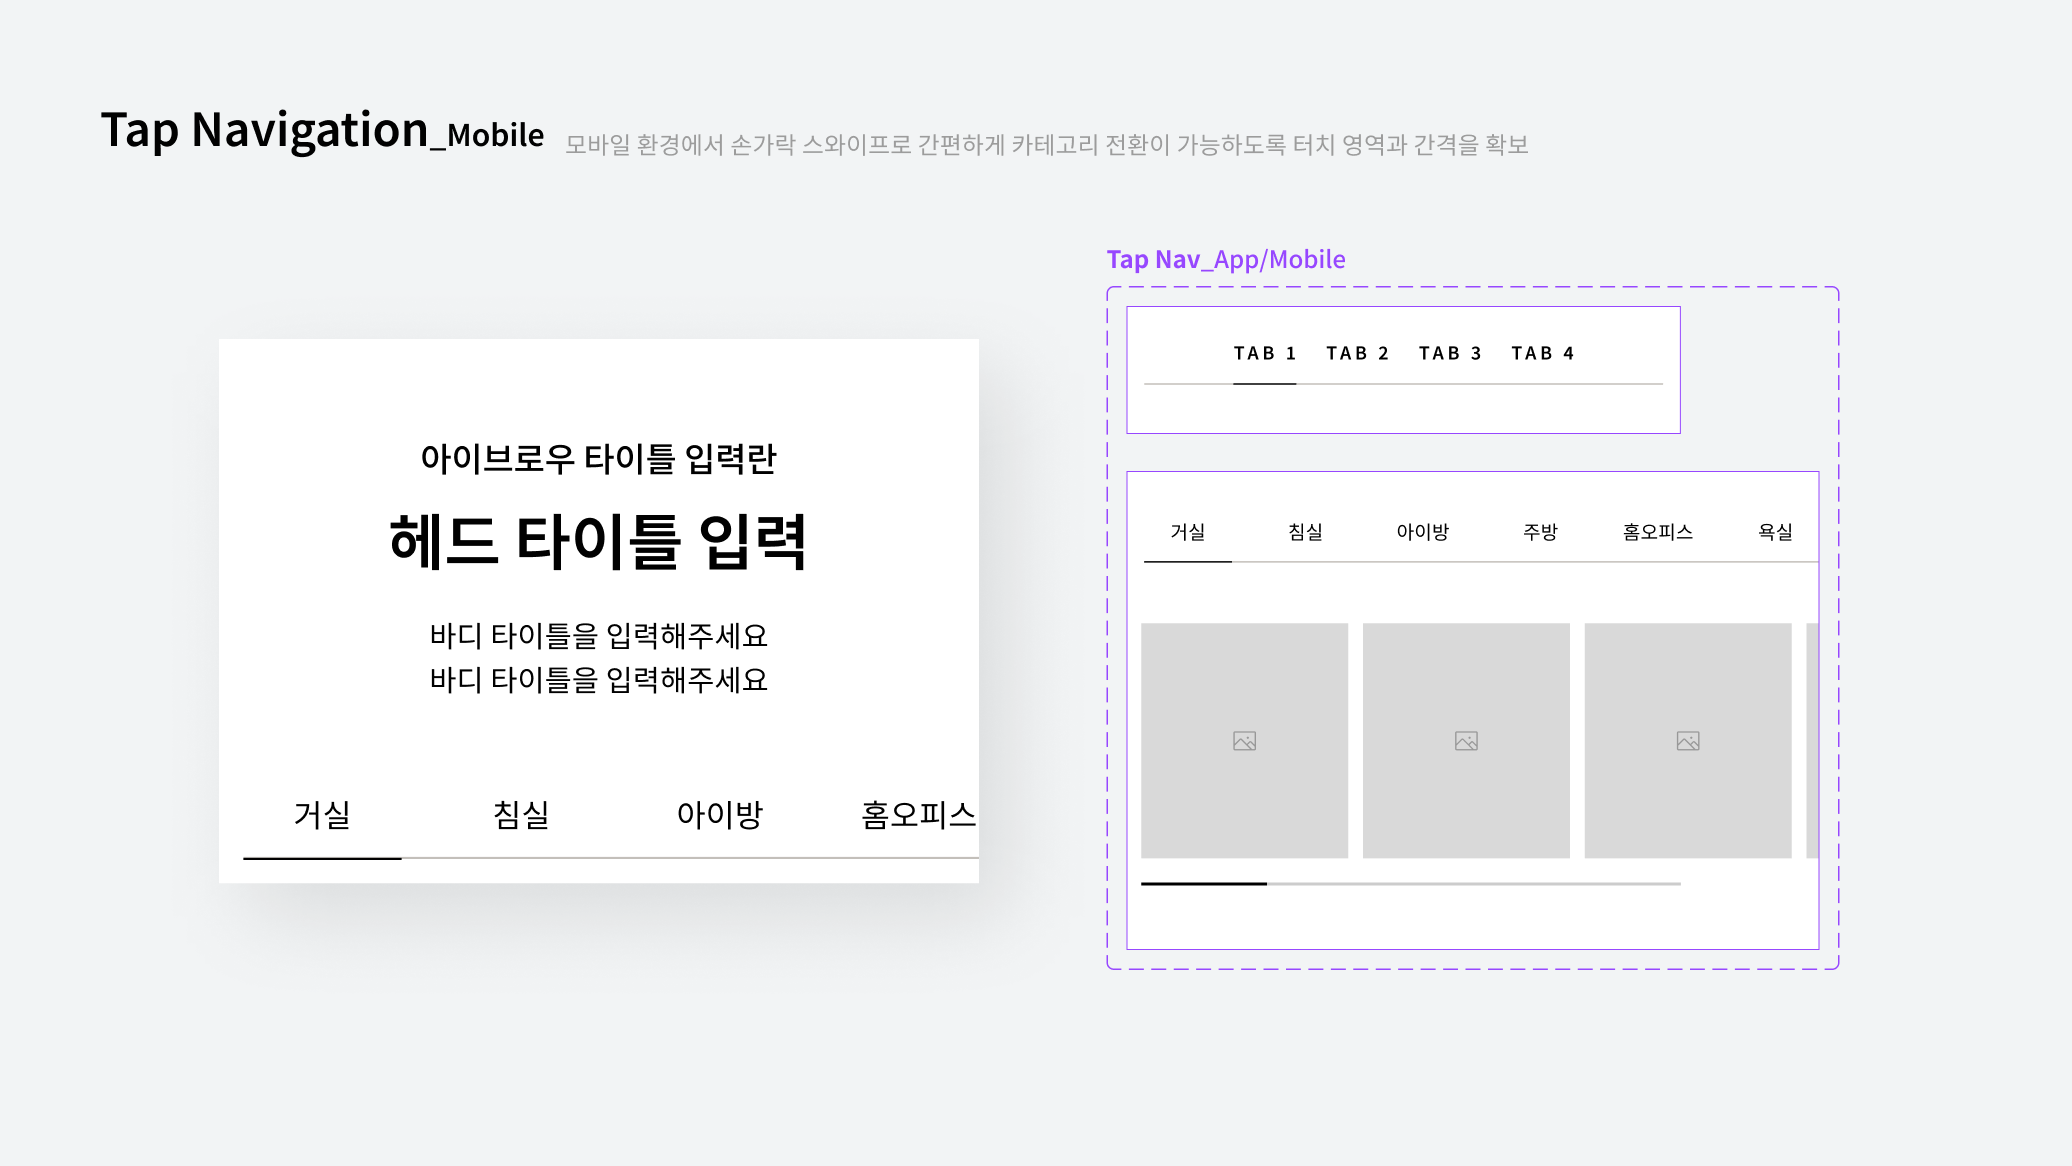 Tap Navigation_Mobile 모바일 환경에서 손가락 스와이프로 간편하게 카테고리 전환이 가능하도록 터치 영역과 간격을 확보
아이브로우 타이틀 입력란
헤드 타이틀 입력
바디 타이틀을 입력해주세요
바디 타이틀을 입력해주세요
거실 침실 아이방 홈오피스
Tap Nav_App/Mobile
TAB 1 TAB 2 TAB 3 TAB 4
거실 침실 아이방 주방 홈오피스 욕실